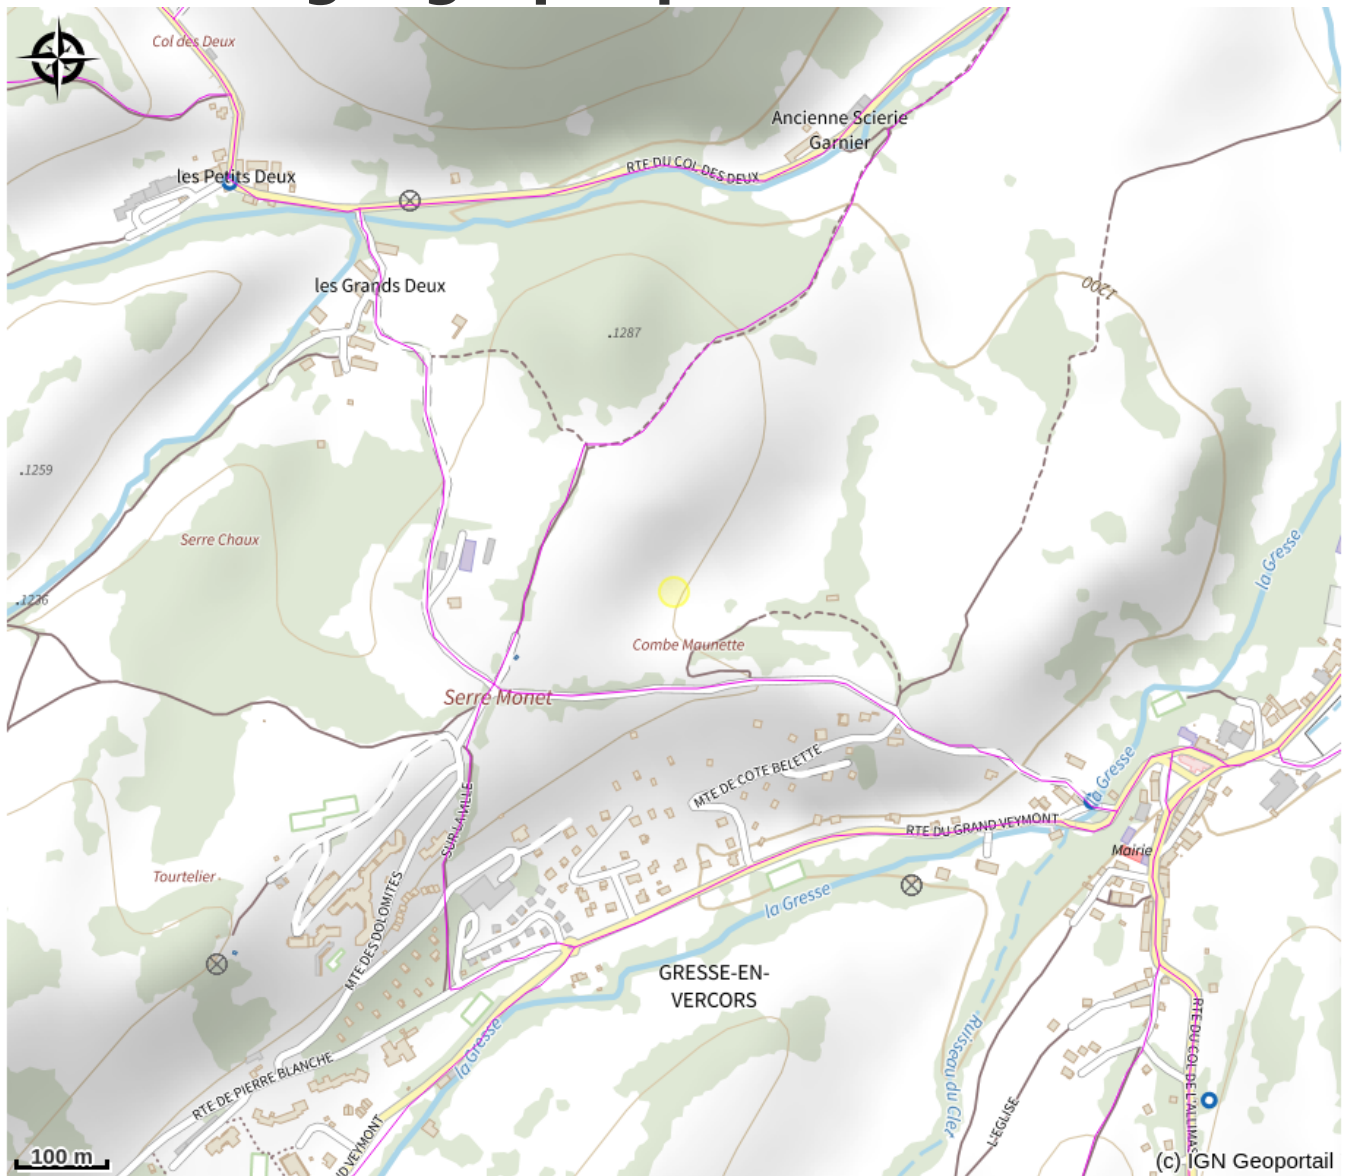 Col des Deux
Ancienne Scierie
Garnier
les Petits Deux
RTE DU COL DES DEUX
les Grands Deux
1200
.1287
.1259
Serre Chaux
la Gresse
.1236
Combe Maunette
Serre Monet
MTE DE COTE BELETTE
la Gresse
SUR LA VILLE
RTE DU GRAND VEYMONT
Mairie
Tourtelier
MTE DES DOLOMITES
la Gresse
GRESSE-EN-
VERCORS
la Gresse
Ruisseau du Clet
RTE DU COL DE L'ALLIMAS
RTE DE PIERRE BLANCHE
L'EGLISE
ND VEYMONT
100 m
(c) IGN Geoportail